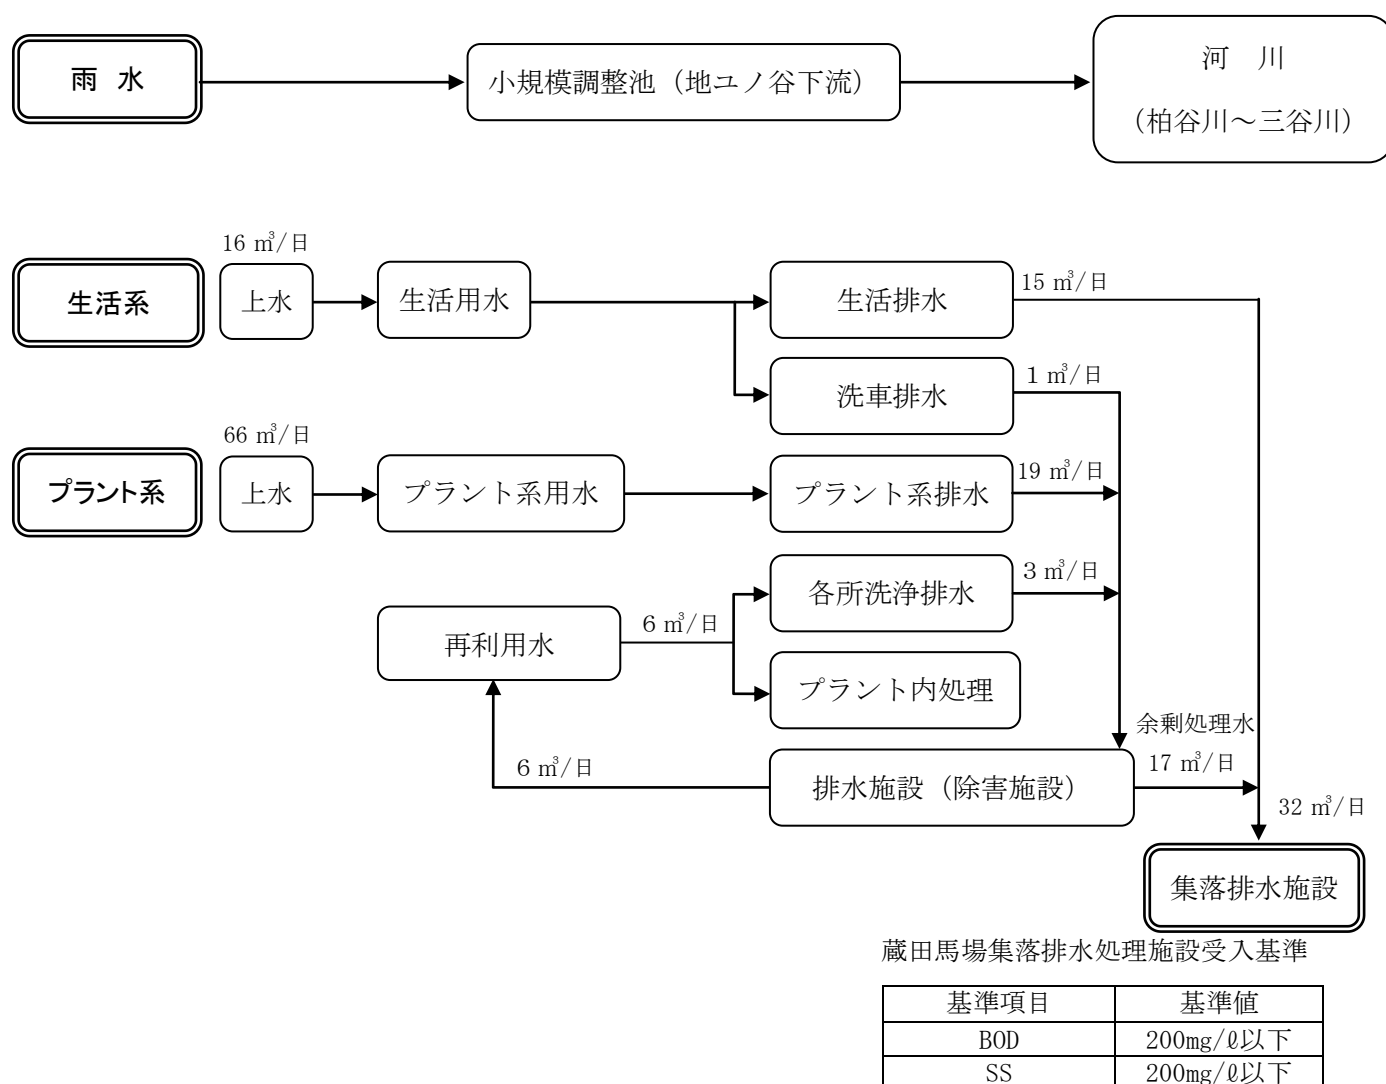 雨 水
小規模調整池（地ユノ谷下流）
河 川
（柏谷川～三谷川）
16 ㎥/日
生活系
上水
生活用水
生活排水
15 ㎥/日
洗車排水
1 ㎥/日
66 ㎥/日
プラント系
上水
プラント系用水
プラント系排水
19 ㎥/日
各所洗浄排水
3 ㎥/日
再利用水
6 ㎥/日
プラント内処理
余剰処理水
6 ㎥/日
排水施設（除害施設）
17 ㎥/日
32 ㎥/日
集落排水施設
蔵田馬場集落排水処理施設受入基準
基準項目 基準値
BOD 200mg/ℓ以下
SS 200mg/ℓ以下